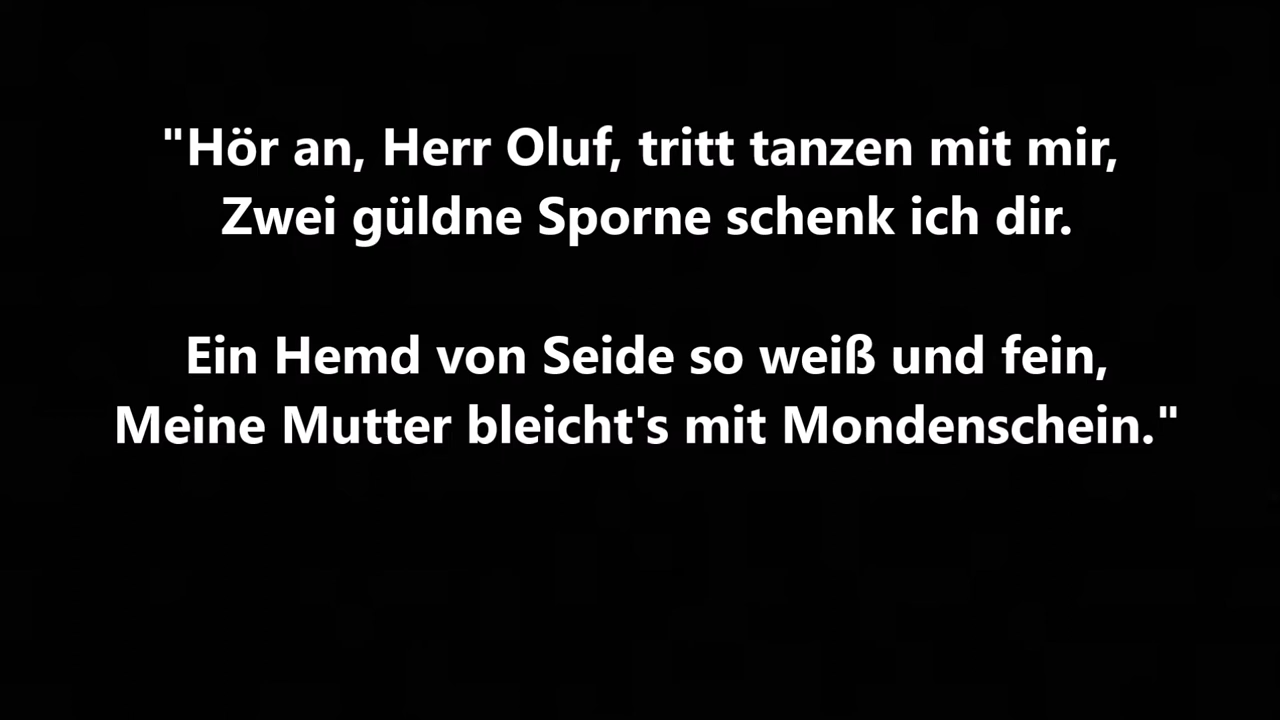 "Hör an, Herr Oluf, tritt tanzen mit mir,
Zwei güldne Sporne schenk ich dir.
Ein Hemd von Seide so weiß und fein,
Meine Mutter bleicht's mit Mondenschein."